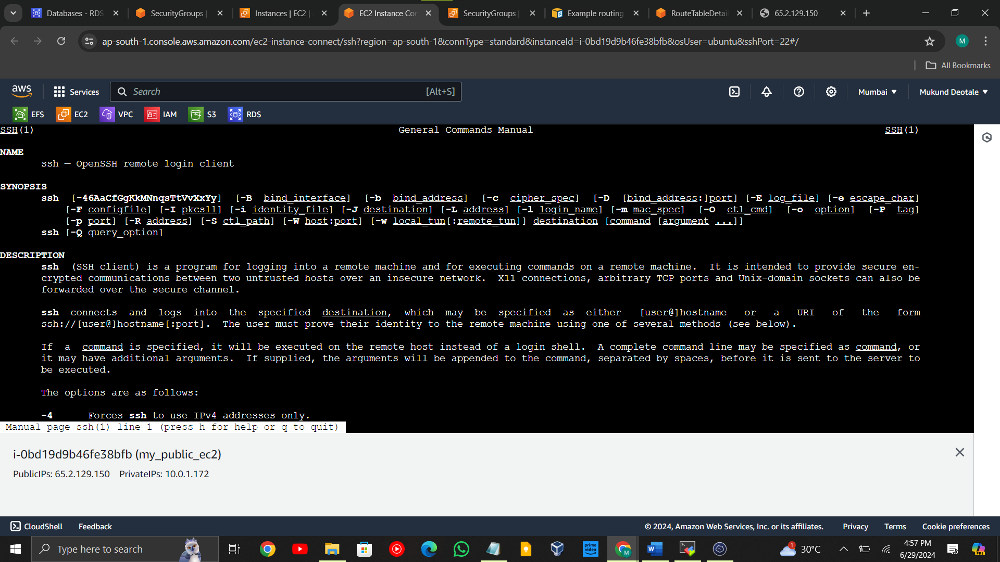 Databases - RDS
SecurityGroups |
Instances | EC2 |
EC2 Instance Con
SecurityGroups |
Example routing
RouteTableDetail
65.2.129.150
ap-south-1.console.aws.amazon.com/ec2-instance-connect/ssh?region=ap-south-1&connType=standard&instanceId=i-0bd19d9b46fe38bfb&osUser=ubuntu&sshPort=22#/
M
All Bookmarks
aws
Services
Search
[Alt+S]
Mumbai
Mukund Deotale
EFS
EC2
VPC
IAM
S3
RDS
SSH(1) General Commands Manual SSH(1)
NAME
ssh — OpenSSH remote login client
SYNOPSIS
ssh [-46AaCfGgKkMNnqsTtVvXxYy] [-B bind_interface] [-b bind_address] [-c cipher_spec] [-D [bind_address:]port] [-E log_file] [-e escape_char]
[-F configfile] [-I pkcs11] [-i identity_file] [-J destination] [-L address] [-l login_name] [-m mac_spec] [-O ctl_cmd] [-o option] [-P tag]
[-p port] [-R address] [-S ctl_path] [-W host:port] [-w local_tun[:remote_tun]] destination [command [argument ...]]
ssh [-Q query_option]
DESCRIPTION
ssh (SSH client) is a program for logging into a remote machine and for executing commands on a remote machine. It is intended to provide secure en-
crypted communications between two untrusted hosts over an insecure network. X11 connections, arbitrary TCP ports and Unix-domain sockets can also be
forwarded over the secure channel.
ssh connects and logs into the specified destination, which may be specified as either [user@]hostname or a URI of the form
ssh://[user@]hostname[:port]. The user must prove their identity to the remote machine using one of several methods (see below).
If a command is specified, it will be executed on the remote host instead of a login shell. A complete command line may be specified as command, or
it may have additional arguments. If supplied, the arguments will be appended to the command, separated by spaces, before it is sent to the server to
be executed.
The options are as follows:
-4 Forces ssh to use IPv4 addresses only.
Manual page ssh(1) line 1 (press h for help or q to quit)
i-0bd19d9b46fe38bfb (my_public_ec2)
PublicIPs: 65.2.129.150 PrivateIPs: 10.0.1.172
CloudShell
Feedback
© 2024, Amazon Web Services, Inc. or its affiliates.
Privacy
Terms
Cookie preferences
Type here to search
prime video
M
W
1
30°C
4:57 PM
6/29/2024
PRE